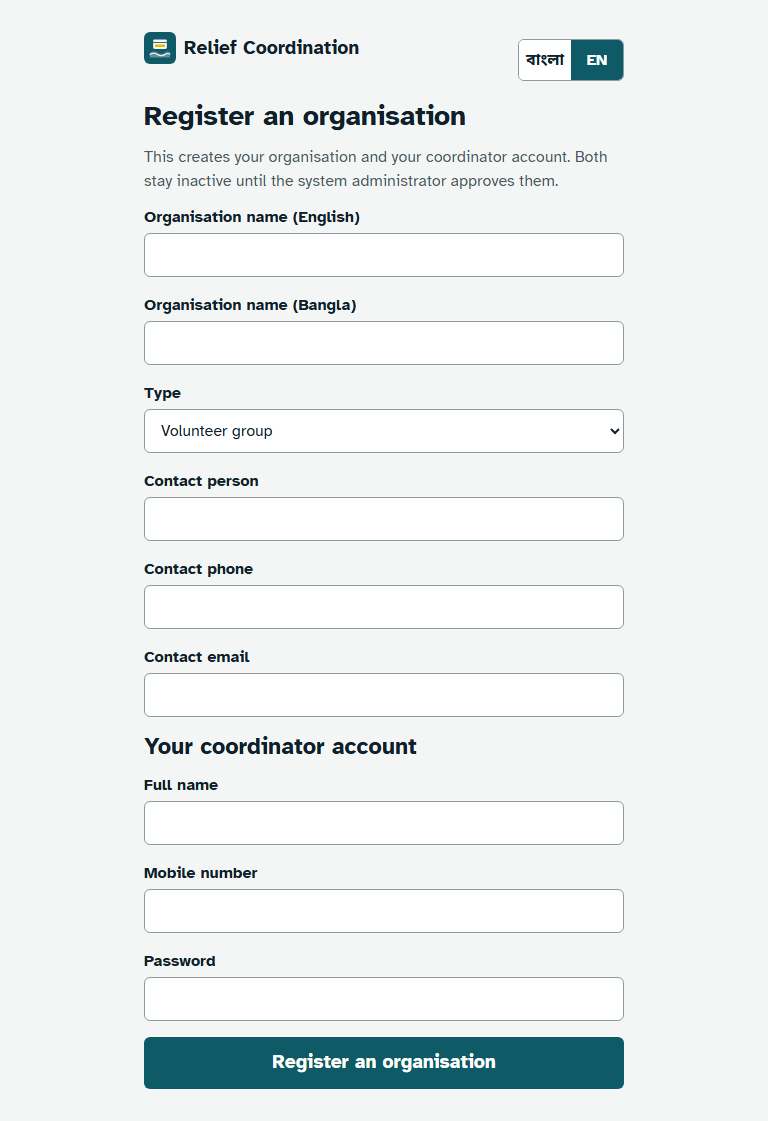 Relief Coordination
বাংলা EN
Register an organisation
This creates your organisation and your coordinator account. Both
stay inactive until the system administrator approves them.
Organisation name (English)
Organisation name (Bangla)
Type
Volunteer group
Contact person
Contact phone
Contact email
Your coordinator account
Full name
Mobile number
Password
Register an organisation